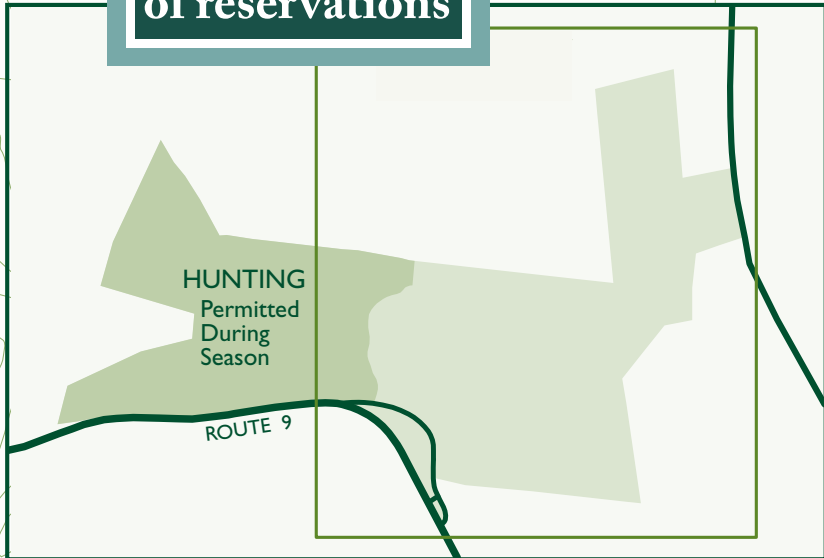 of reservations
HUNTING
Permitted
During
Season
ROUTE 9